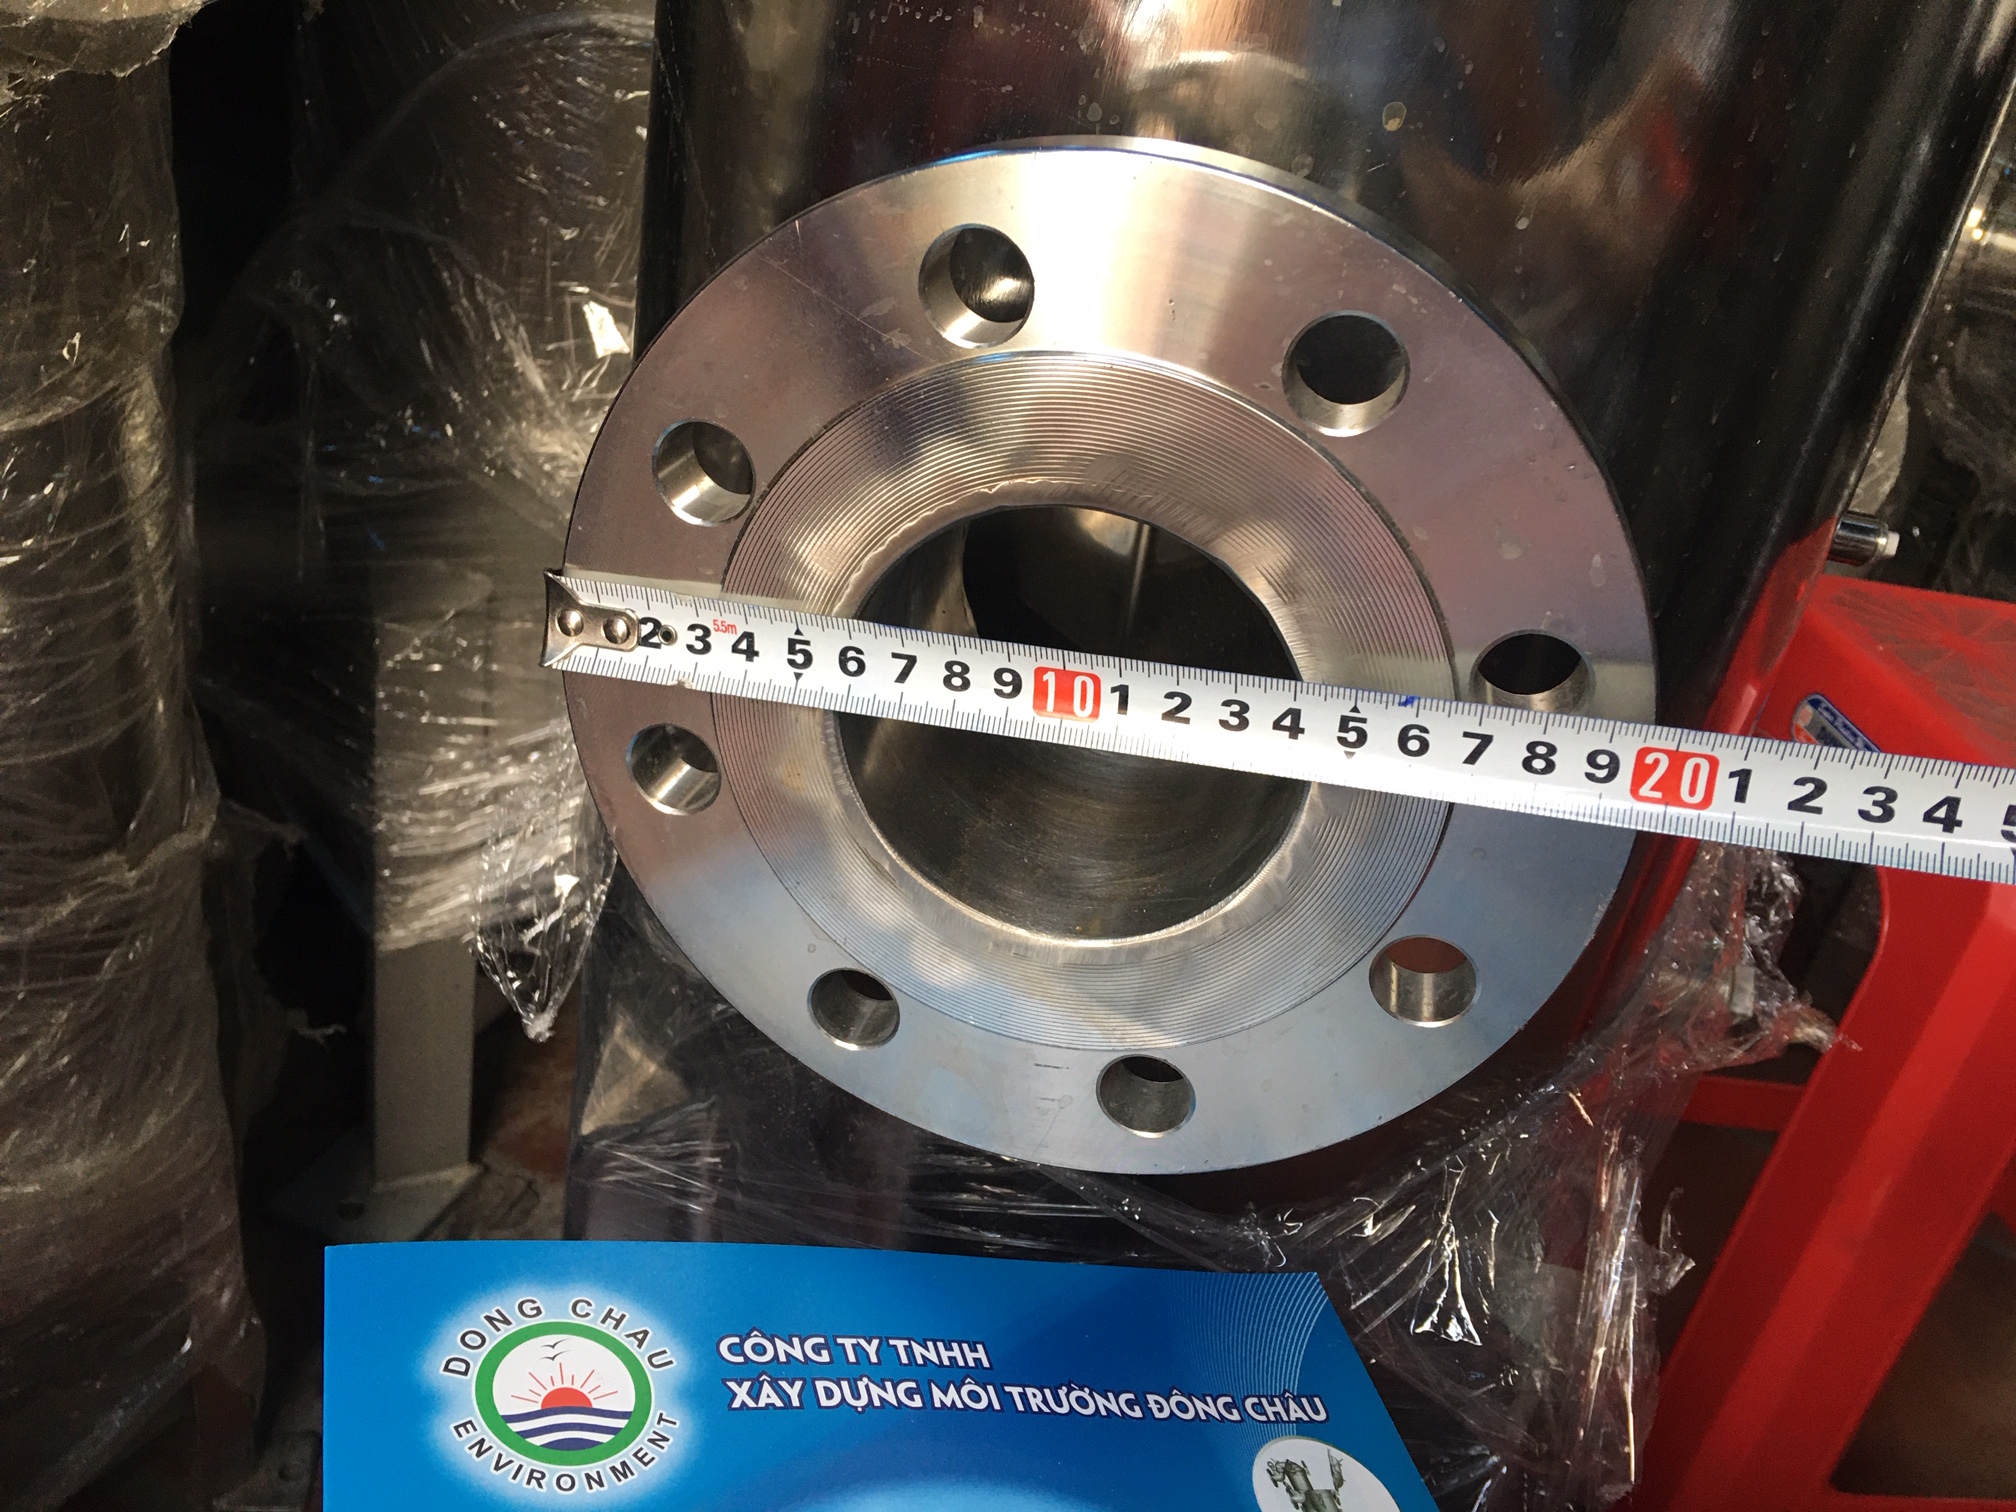 2 3 5.5m 4 5 6 7 8 9 10 1 2 3 4 5 6 7 8 9 20 1 2 3 4
DONG CHAU
ENVIRONMENT
CÔNG TY TNHH
XÂY DỰNG MÔI TRƯỜNG ĐÔNG CHÂU